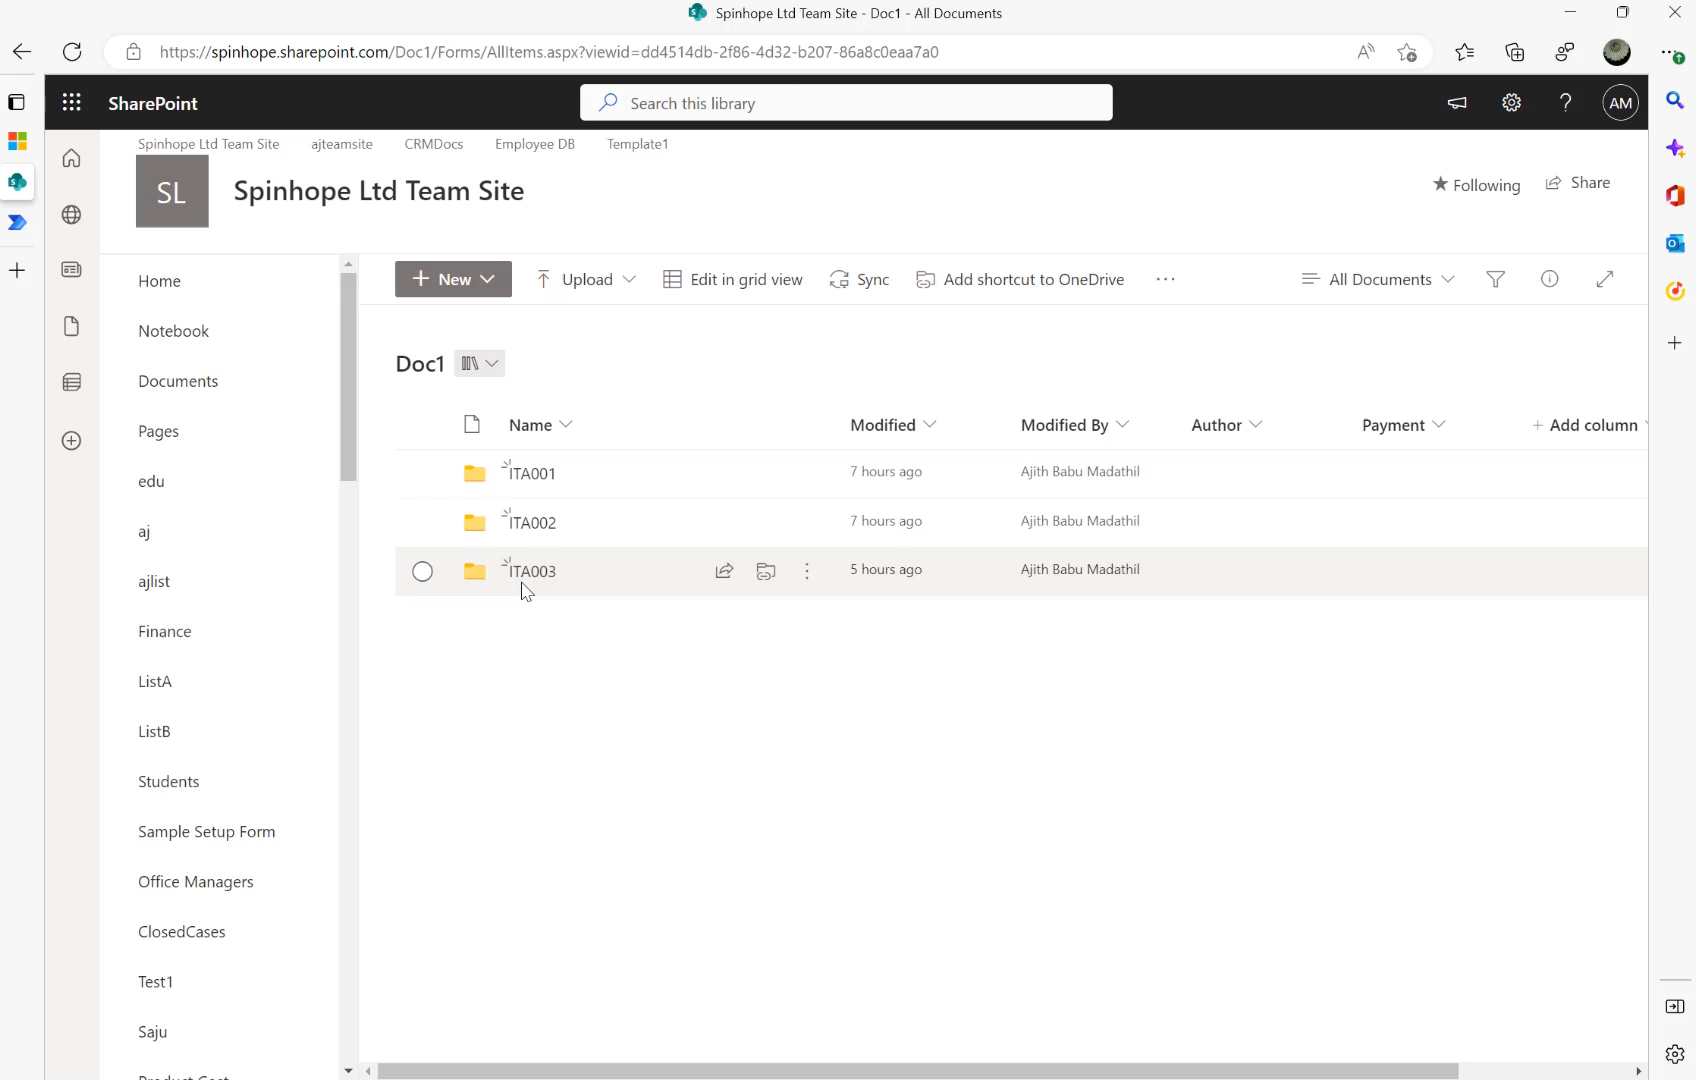 Spinhope Ltd Team Site - Doc1 - All Documents
https://spinhope.sharepoint.com/Doc1/Forms/AllItems.aspx?viewid=dd4514db-2f86-4d32-b207-86a8c0eaa7a0
SharePoint
Search this library
AM
Spinhope Ltd Team Site
ajteamsite
CRMDocs
Employee DB
Template1
SL
Spinhope Ltd Team Site
Following
Share
Home
Notebook
Documents
Pages
edu
aj
ajlist
Finance
ListA
ListB
Students
Sample Setup Form
Office Managers
ClosedCases
Test1
Saju
New
Upload
Edit in grid view
Sync
Add shortcut to OneDrive
All Documents
Doc1
Name Modified Modified By Author Payment + Add column
ITA001 7 hours ago Ajith Babu Madathil
ITA002 7 hours ago Ajith Babu Madathil
ITA003 5 hours ago Ajith Babu Madathil